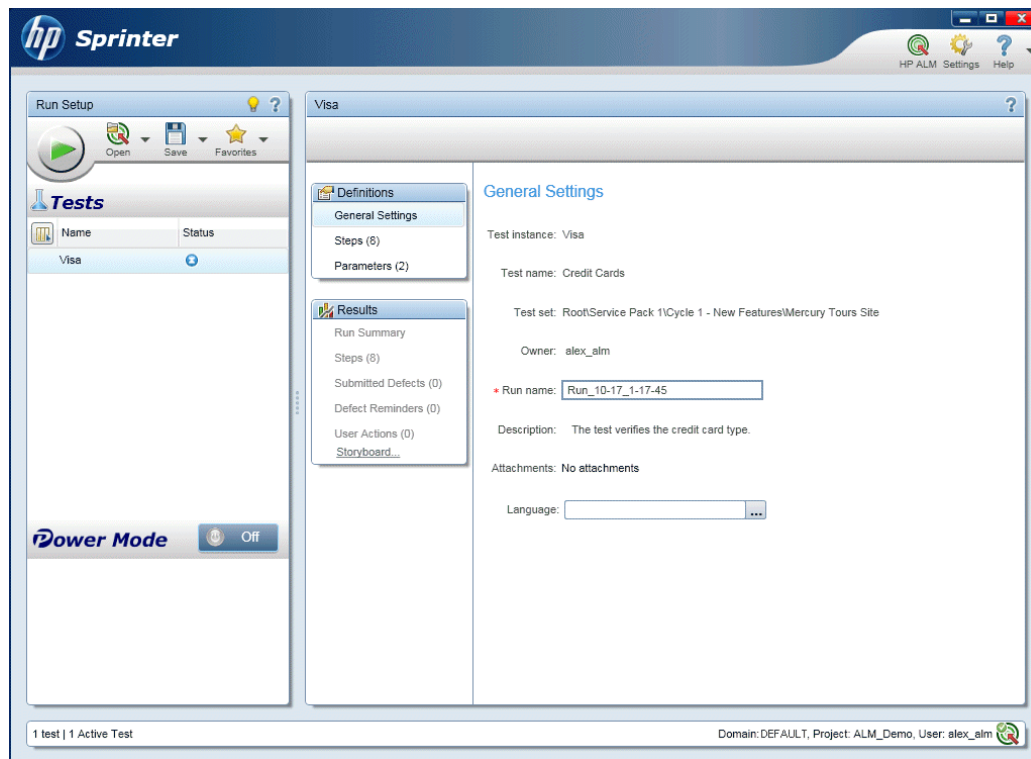 hp Sprinter
HP ALM Settings Help
Run Setup ?
Open Save Favorites
Tests
Name Status
Visa
Power Mode Off
Visa ?
Definitions
General Settings
Steps (8)
Parameters (2)
Results
Run Summary
Steps (8)
Submitted Defects (0)
Defect Reminders (0)
User Actions (0)
Storyboard...
General Settings
Test instance: Visa
Test name: Credit Cards
Test set: Root\Service Pack 1\Cycle 1 - New Features\Mercury Tours Site
Owner: alex_alm
* Run name: Run_10-17_1-17-45
Description: The test verifies the credit card type.
Attachments: No attachments
Language: ...
1 test | 1 Active Test
Domain: DEFAULT, Project: ALM_Demo, User: alex_alm